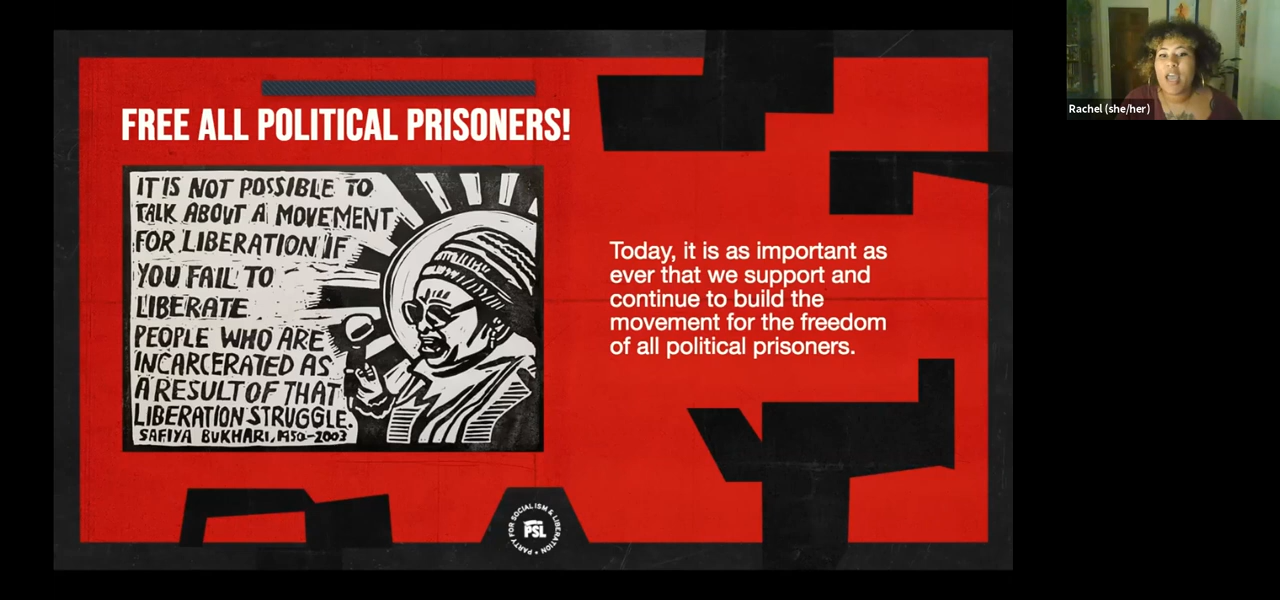 FREE ALL POLITICAL PRISONERS!
IT IS NOT POSSIBLE TO
TALK ABOUT A MOVEMENT
FOR LIBERATION IF
YOU FAIL TO
LIBERATE
PEOPLE WHO ARE
INCARCERATED AS
A RESULT OF THAT
LIBERATION STRUGGLE.
SAFIYA BUKHARI, 1950-2003
Today, it is as important as
ever that we support and
continue to build the
movement for the freedom
of all political prisoners.
PARTY FOR SOCIALISM & LIBERATION •
PSL
Rachel (she/her)